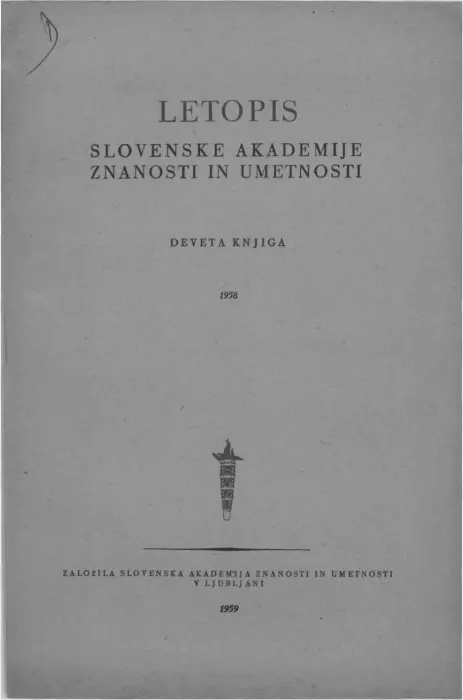 LETOPIS
SLOVENSKE AKADEMIJE
ZNANOSTI IN UMETNOSTI
DEVETA KNJIGA
1958
ZALOŽILA SLOVENSKA AKADEMIJA ZNANOSTI IN UMETNOSTI
V LJUBLJANI
1959